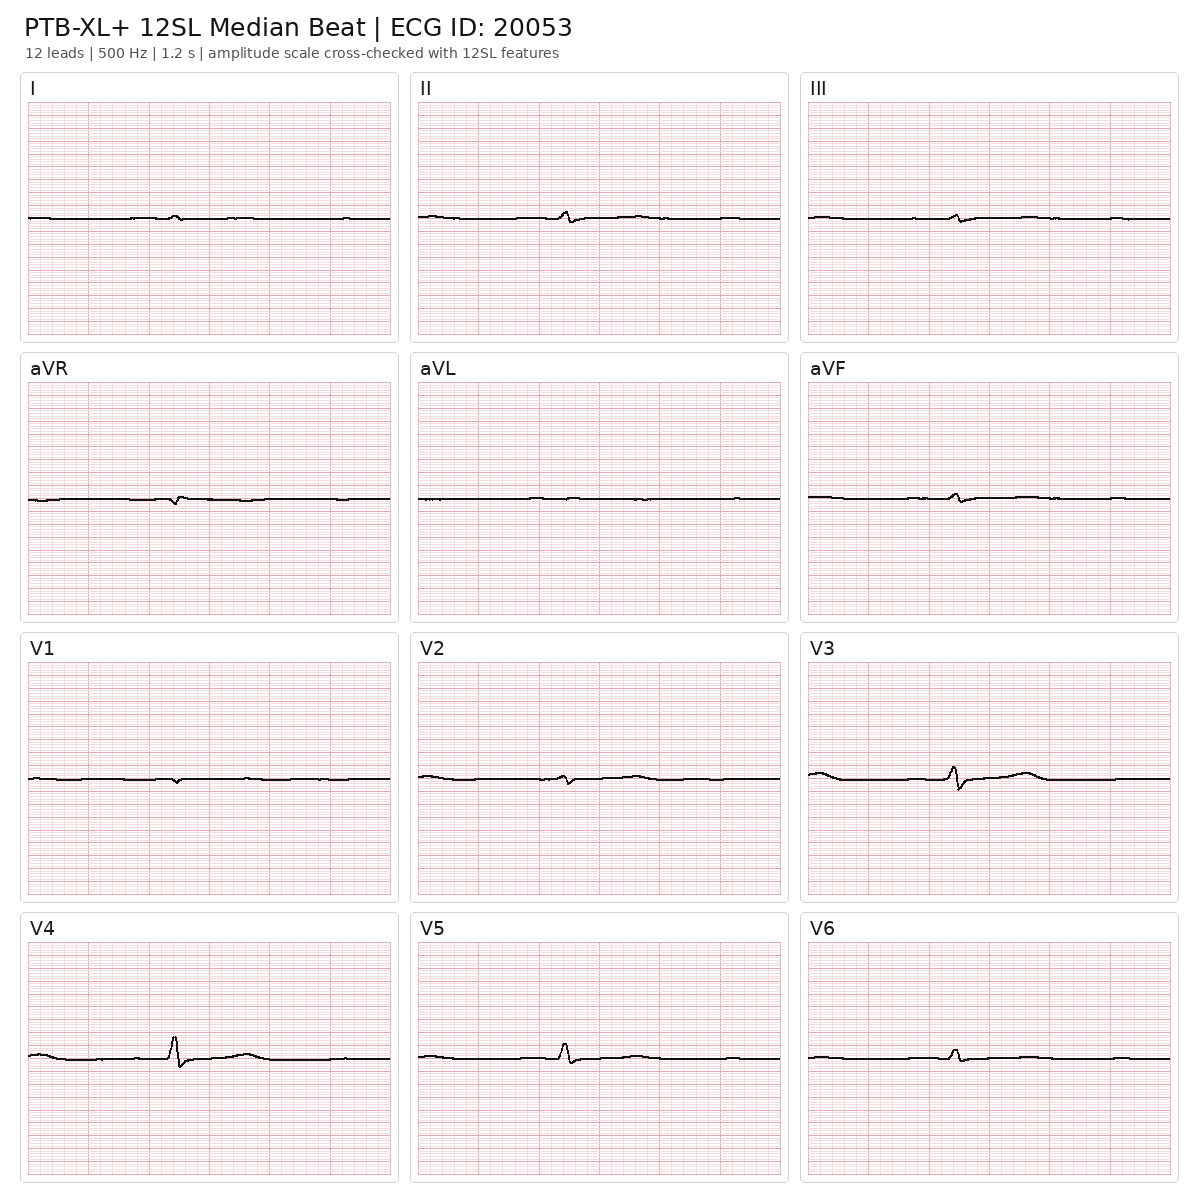 PTB-XL+ 12SL Median Beat | ECG ID: 20053
12 leads | 500 Hz | 1.2 s | amplitude scale cross-checked with 12SL features
I
II
III
aVR
aVL
aVF
V1
V2
V3
V4
V5
V6